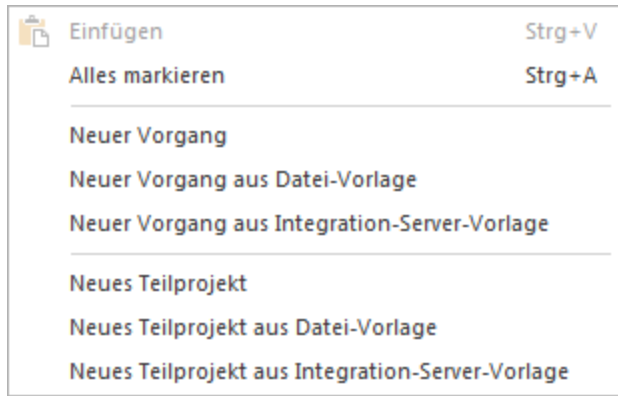 Einfügen Strg+V
Alles markieren Strg+A
Neuer Vorgang
Neuer Vorgang aus Datei-Vorlage
Neuer Vorgang aus Integration-Server-Vorlage
Neues Teilprojekt
Neues Teilprojekt aus Datei-Vorlage
Neues Teilprojekt aus Integration-Server-Vorlage